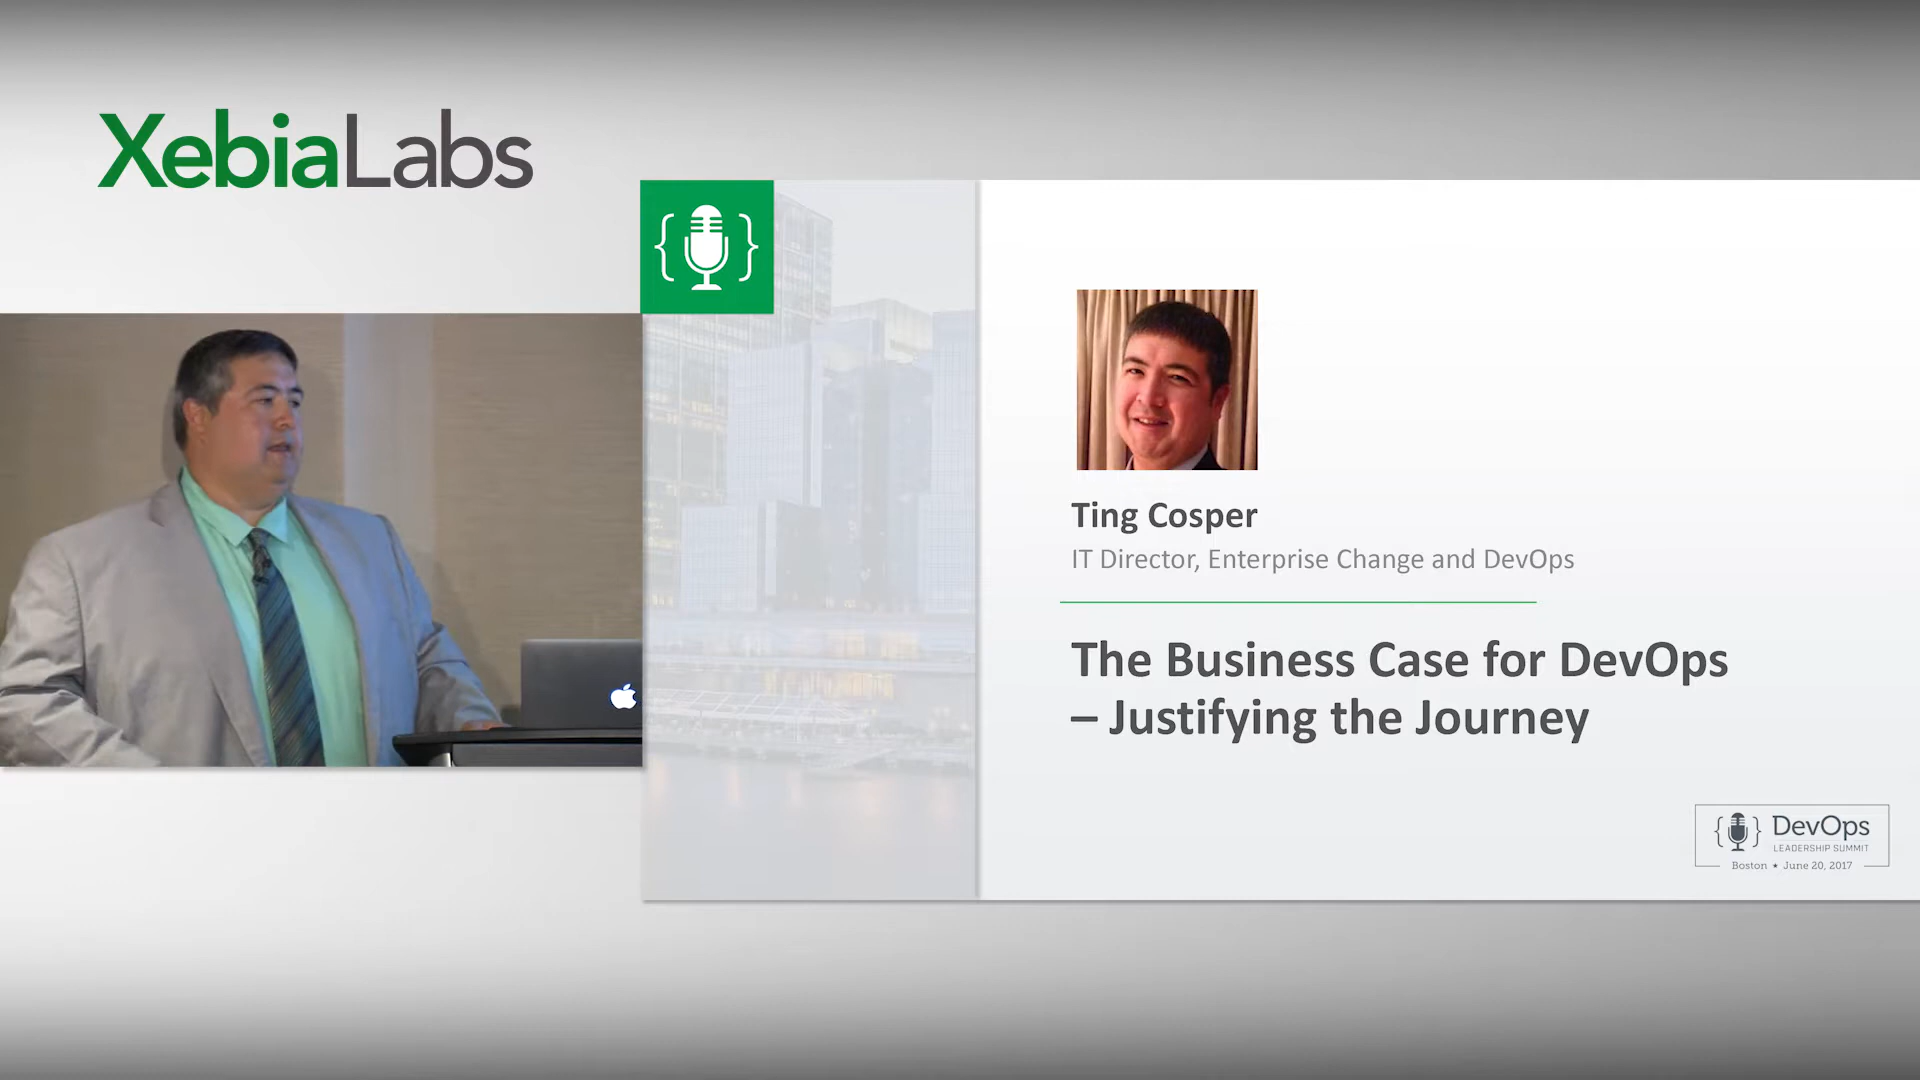 XebiaLabs
Ting Cosper
IT Director, Enterprise Change and DevOps
The Business Case for DevOps
– Justifying the Journey
DevOps
LEADERSHIP SUMMIT
Boston ★ June 20, 2017